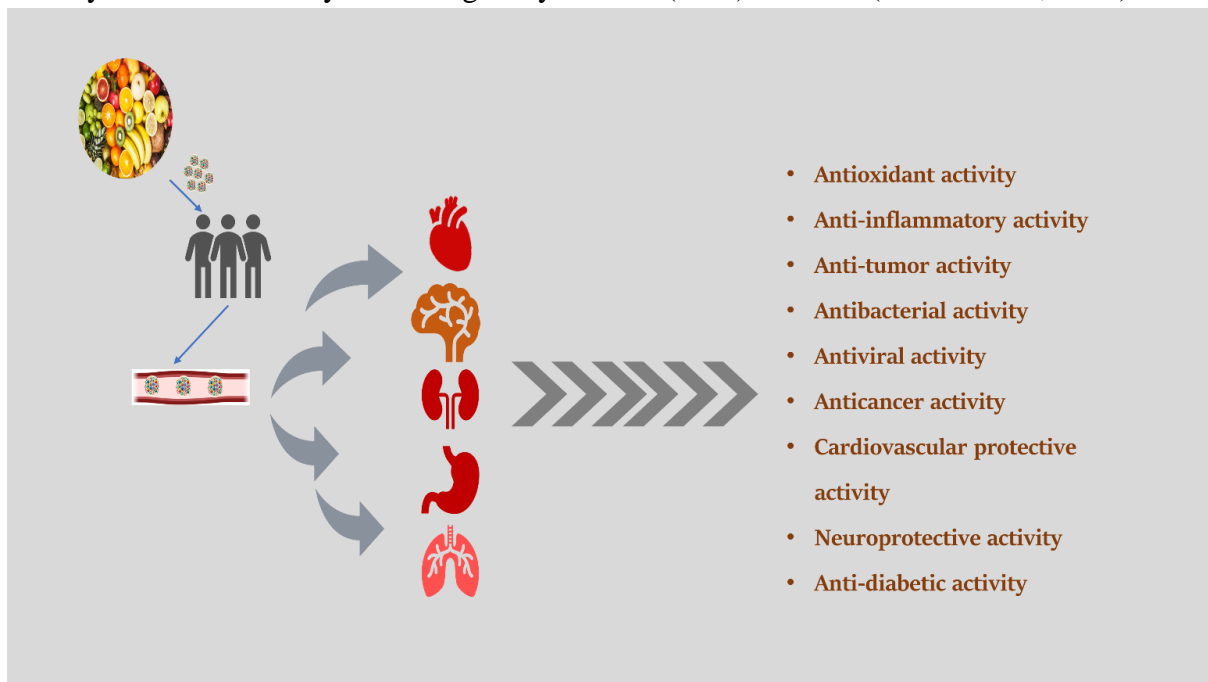 • Antioxidant activity
• Anti-inflammatory activity
• Anti-tumor activity
• Antibacterial activity
• Antiviral activity
• Anticancer activity
• Cardiovascular protective
activity
• Neuroprotective activity
• Anti-diabetic activity